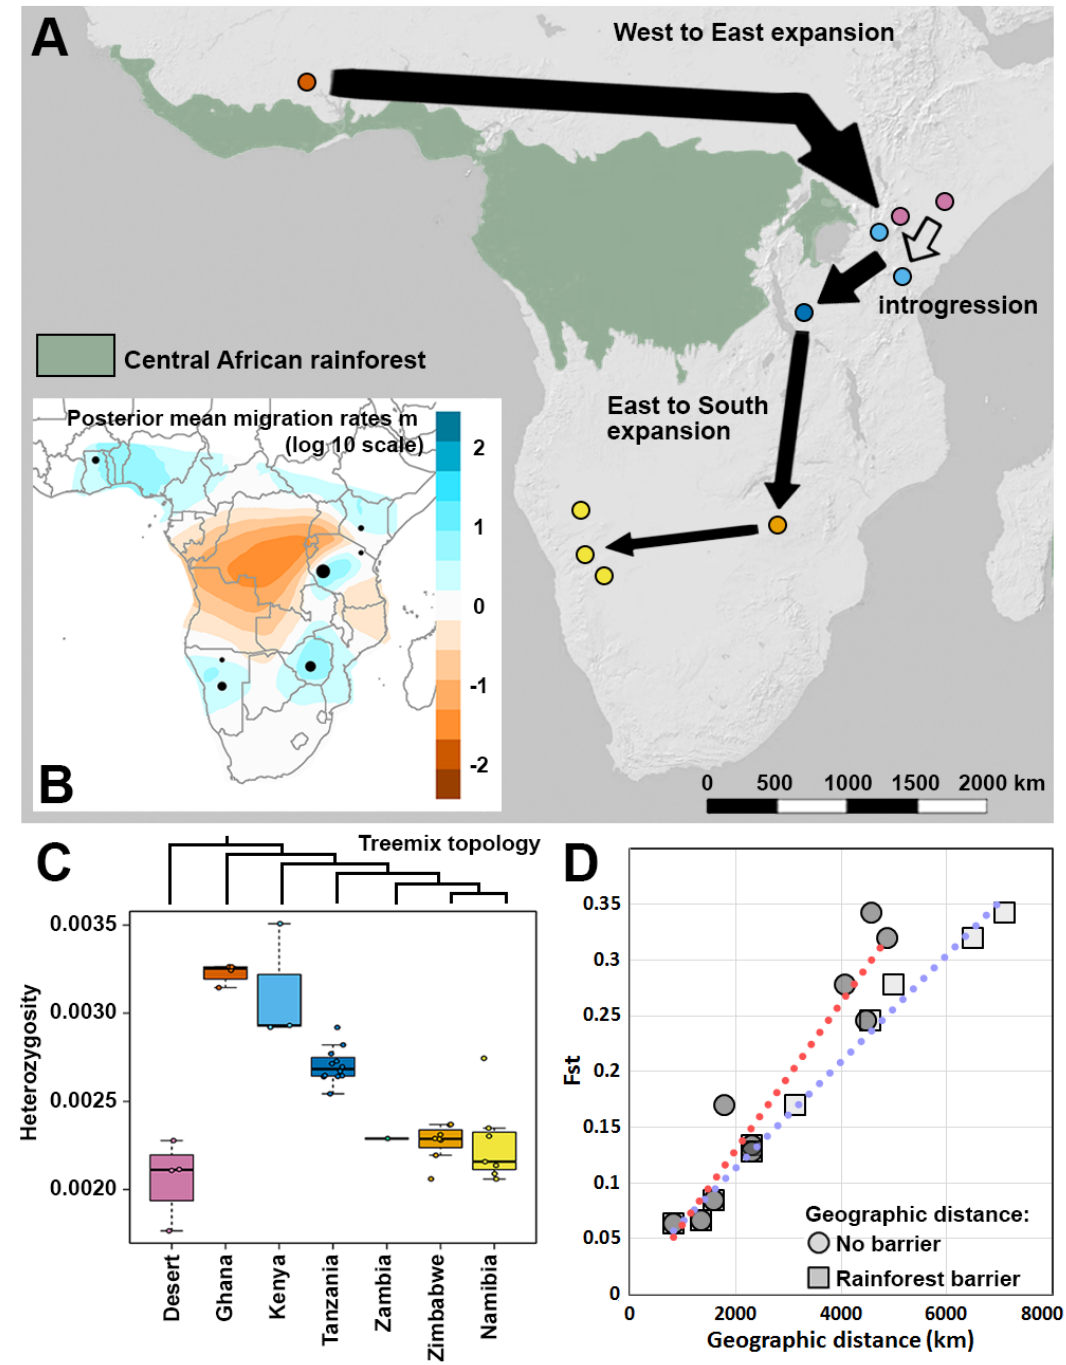 A
West to East expansion
introgression
Central African rainforest
East to South
expansion
Posterior mean migration rates m
(log 10 scale)
2
1
0
-1
-2
B
0 500 1000 1500 2000 km
C
Treemix topology
Heterozygosity
0.0035
0.0030
0.0025
0.0020
Desert
Ghana
Kenya
Tanzania
Zambia
Zimbabwe
Namibia
D
Fst
0.35
0.3
0.25
0.2
0.15
0.1
0.05
0
Geographic distance:
No barrier
Rainforest barrier
0 2000 4000 6000 8000
Geographic distance (km)